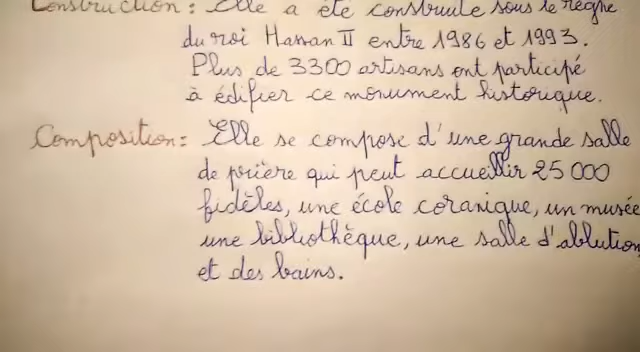 Construction : Elle a été construite sous le règne
du roi Hassan II entre 1986 et 1993.
Plus de 3300 artisans ont participé
à édifier ce monument historique.
Composition : Elle se compose d'une grande salle
de prière qui peut accueillir 25 000
fidèles, une école coranique, un musée
une bibliothèque, une salle d'ablution
et des bains.